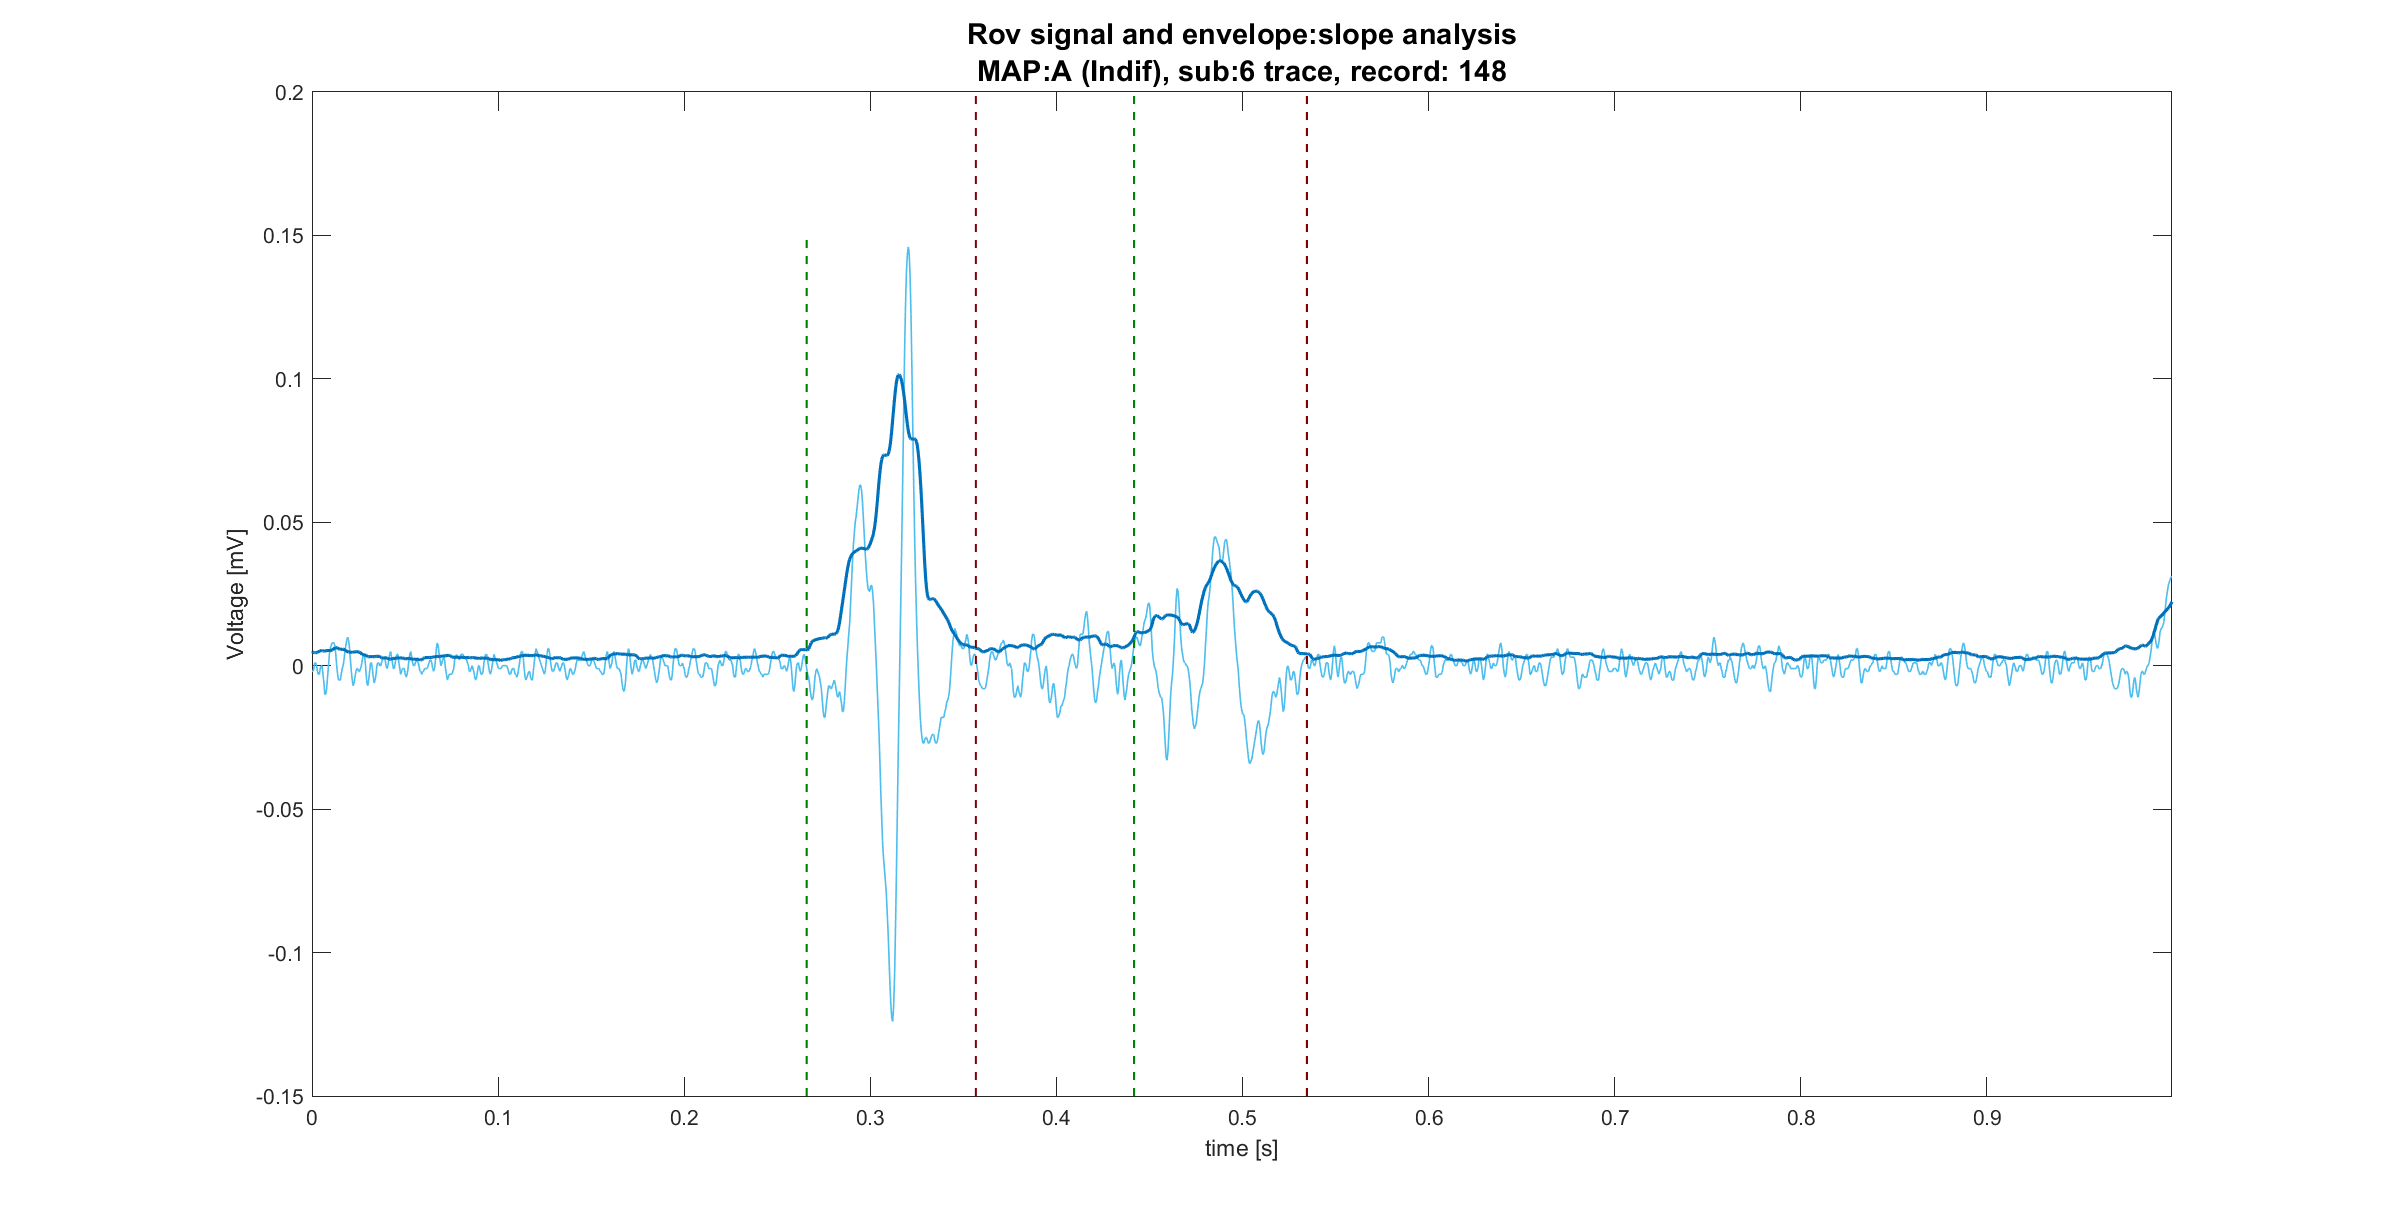 Rov signal and envelope:slope analysis
MAP:A (Indif), sub:6 trace, record: 148
0.2
0.15
0.1
0.05
0
-0.05
-0.1
-0.15
Voltage [mV]
0 0.1 0.2 0.3 0.4 0.5 0.6 0.7 0.8 0.9
time [s]